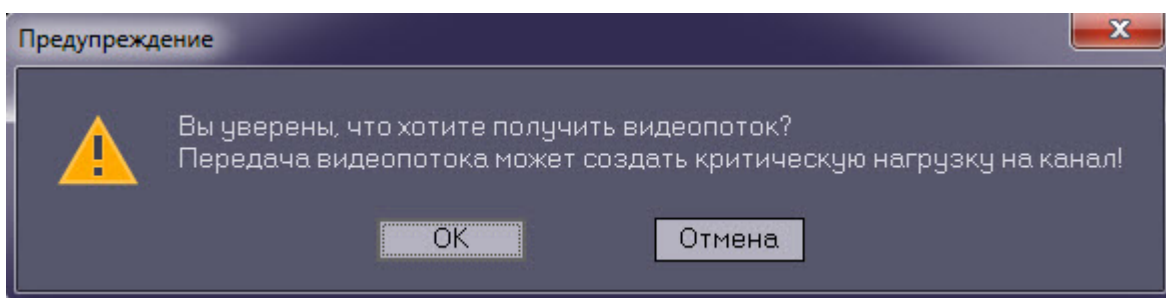 Предупреждение
Вы уверены, что хотите получить видеопоток?
Передача видеопотока может создать критическую нагрузку на канал!
OK
Отмена